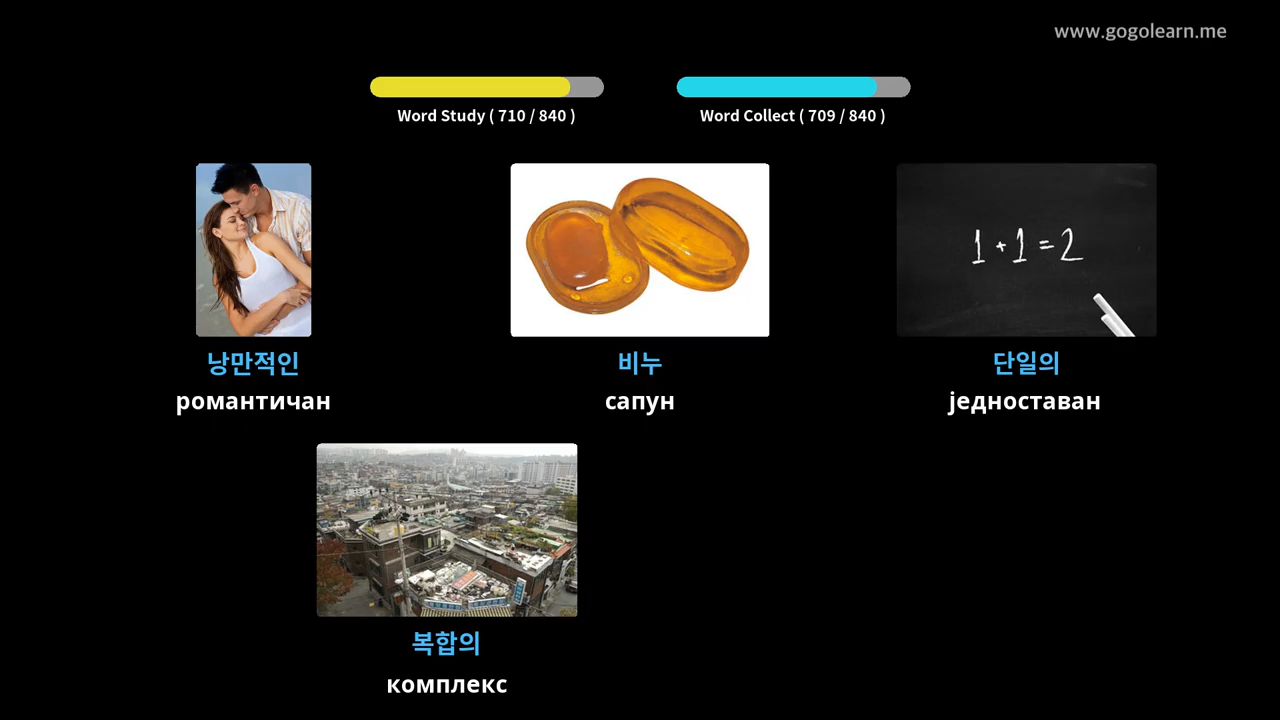 www.gogolearn.me
Word Study ( 710 / 840 )
Word Collect ( 709 / 840 )
1 + 1 = 2
낭만적인
비누
단일의
романтичан
сапун
једноставан
복합의
комплекс